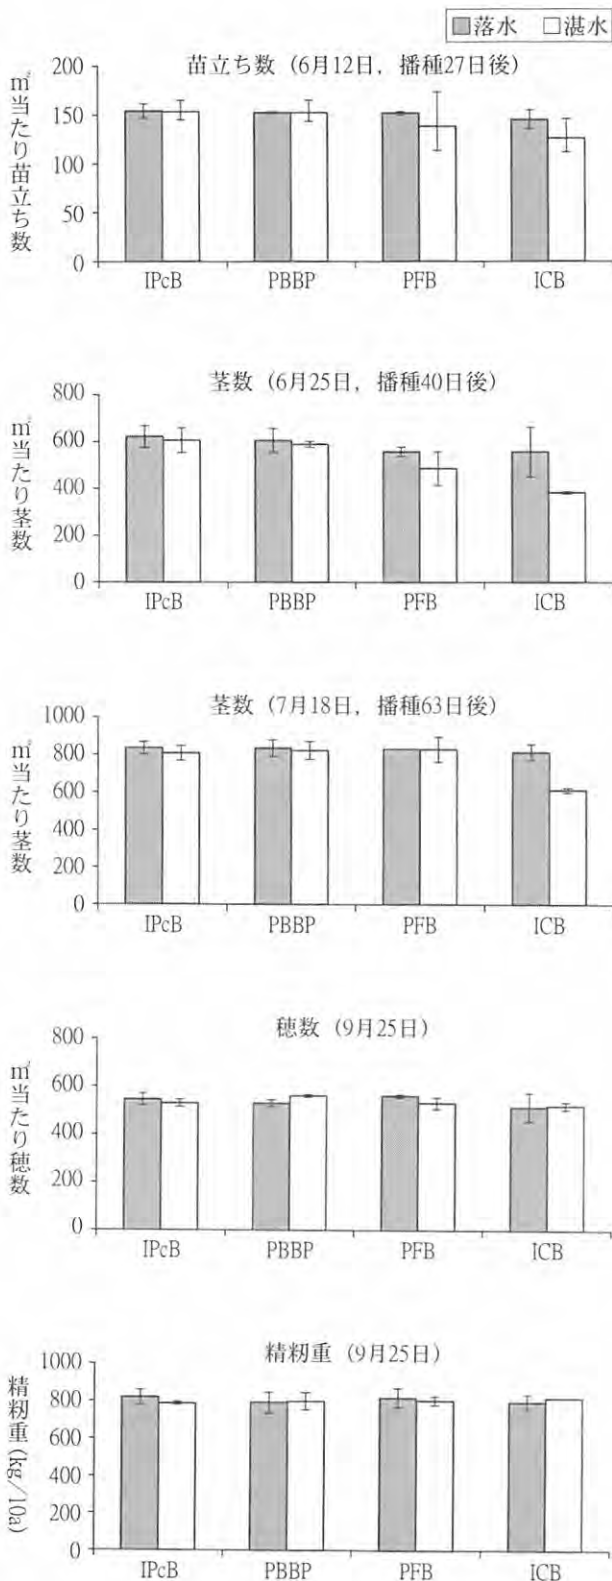 落水 湛水
苗立ち数（6月12日，播種27日後）
㎡当たり苗立ち数
200
150
100
50
0
IPcB PBBP PFB ICB
茎数（6月25日，播種40日後）
㎡当たり茎数
800
600
400
200
0
IPcB PBBP PFB ICB
茎数（7月18日，播種63日後）
㎡当たり茎数
1000
800
600
400
200
0
IPcB PBBP PFB ICB
穂数（9月25日）
㎡当たり穂数
800
600
400
200
0
IPcB PBBP PFB ICB
精籾重（9月25日）
精籾重(kg/10a)
1000
800
600
400
200
0
IPcB PBBP PFB ICB